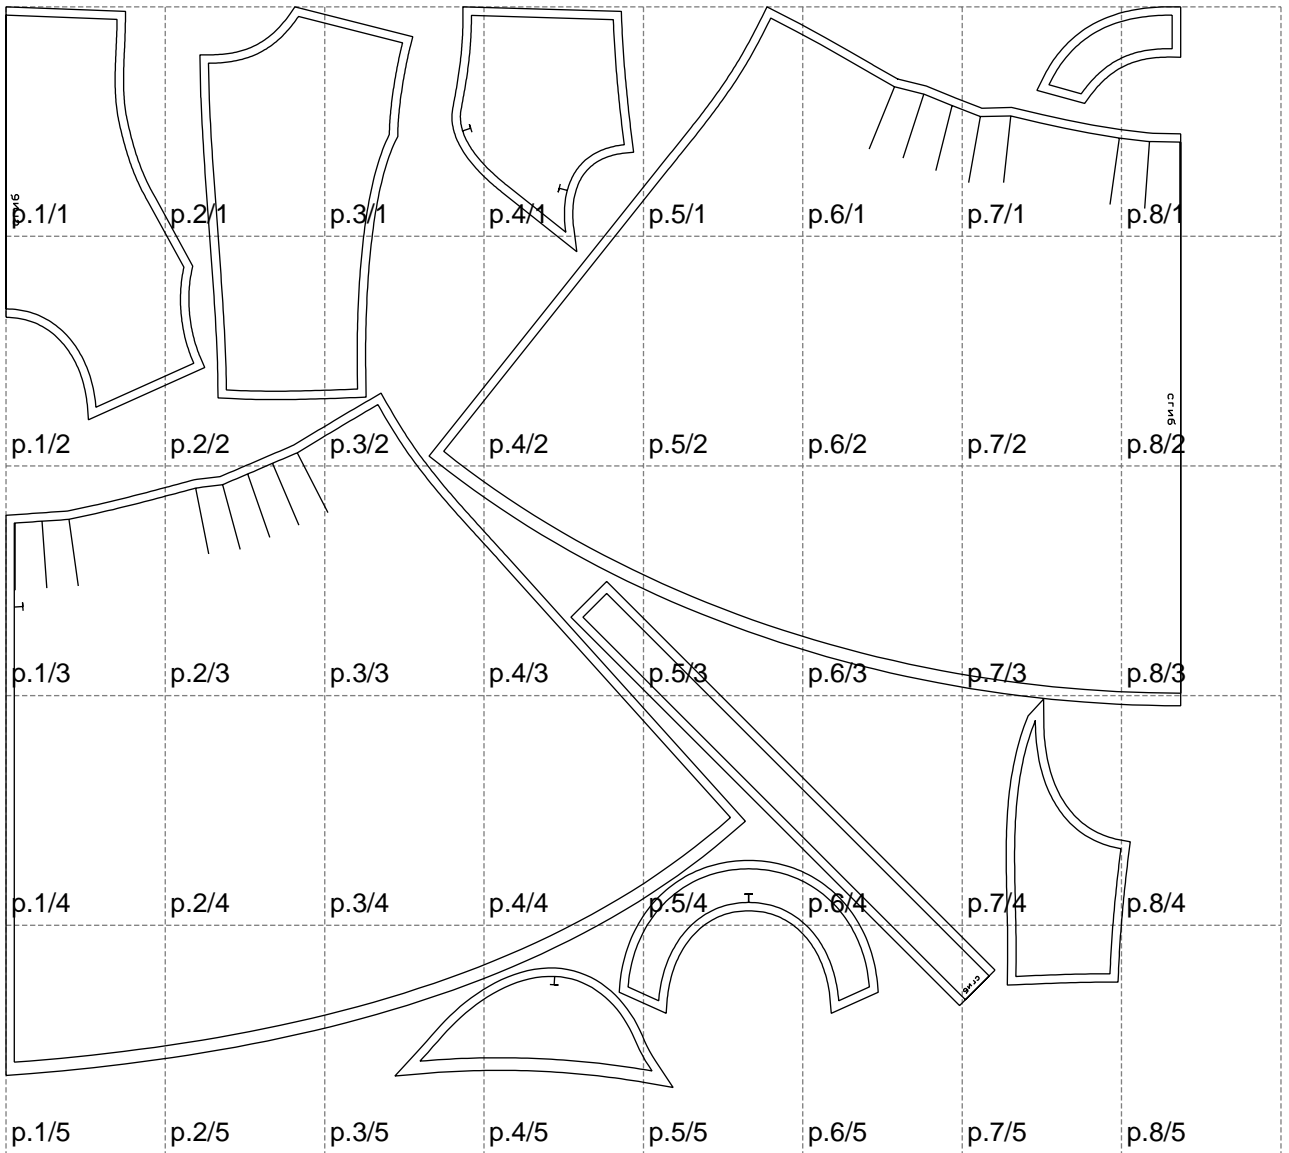 p.1/1 p.2/1 p.3/1 p.4/1 p.5/1 p.6/1 p.7/1 p.8/1
сгиб
p.1/2 p.2/2 p.3/2 p.4/2 p.5/2 p.6/2 p.7/2 p.8/2
p.1/3 p.2/3 p.3/3 p.4/3 p.5/3 p.6/3 p.7/3 p.8/3
p.1/4 p.2/4 p.3/4 p.4/4 p.5/4 p.6/4 p.7/4 p.8/4
сгиб
p.1/5 p.2/5 p.3/5 p.4/5 p.5/5 p.6/5 p.7/5 p.8/5